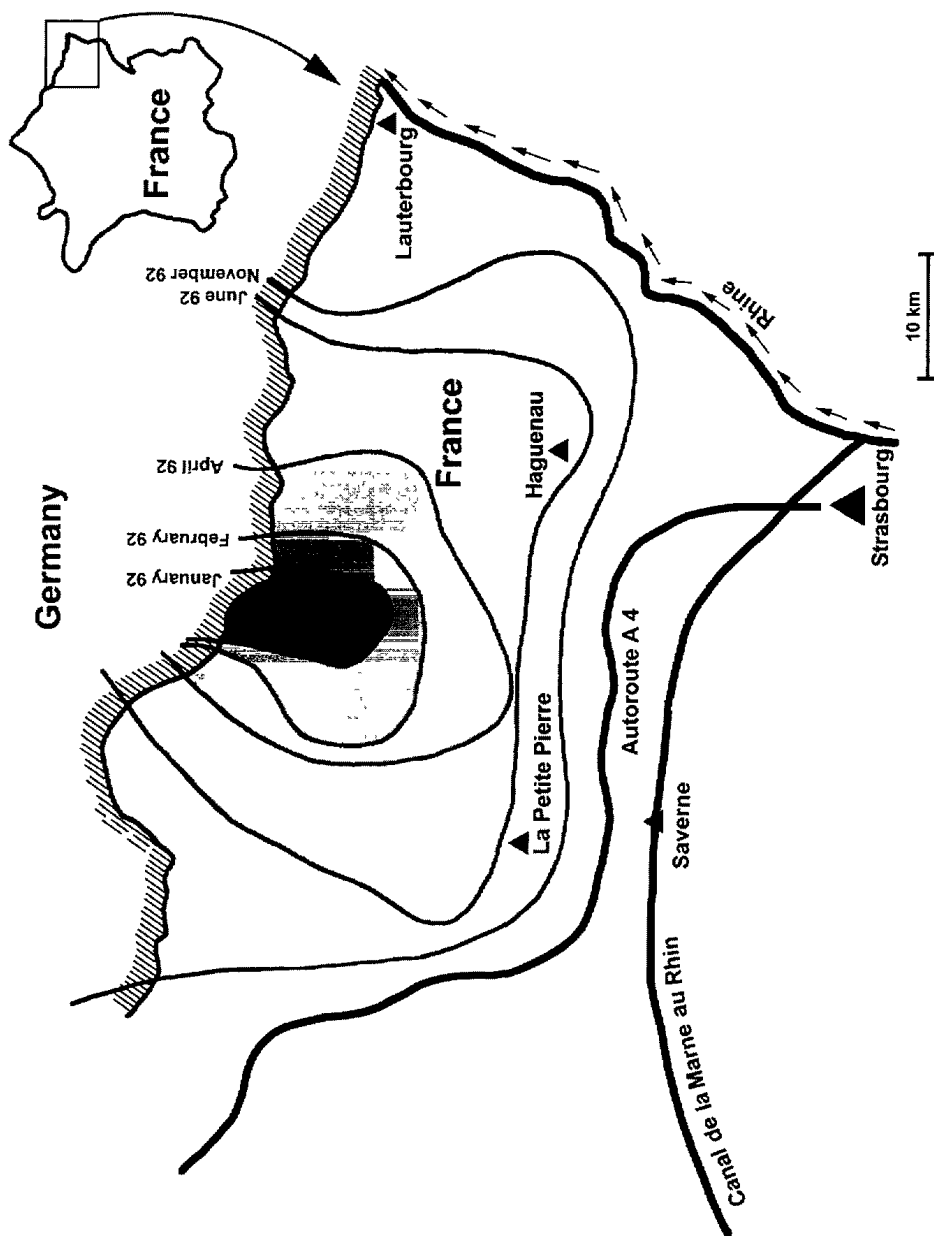 France
Germany
January 92
February 92
April 92
June 92
November 92
Lauterbourg
France
Haguenau
La Petite Pierre
Rhine
Autoroute A 4
Saverne
Strasbourg
Canal de la Marne au Rhin
10 km